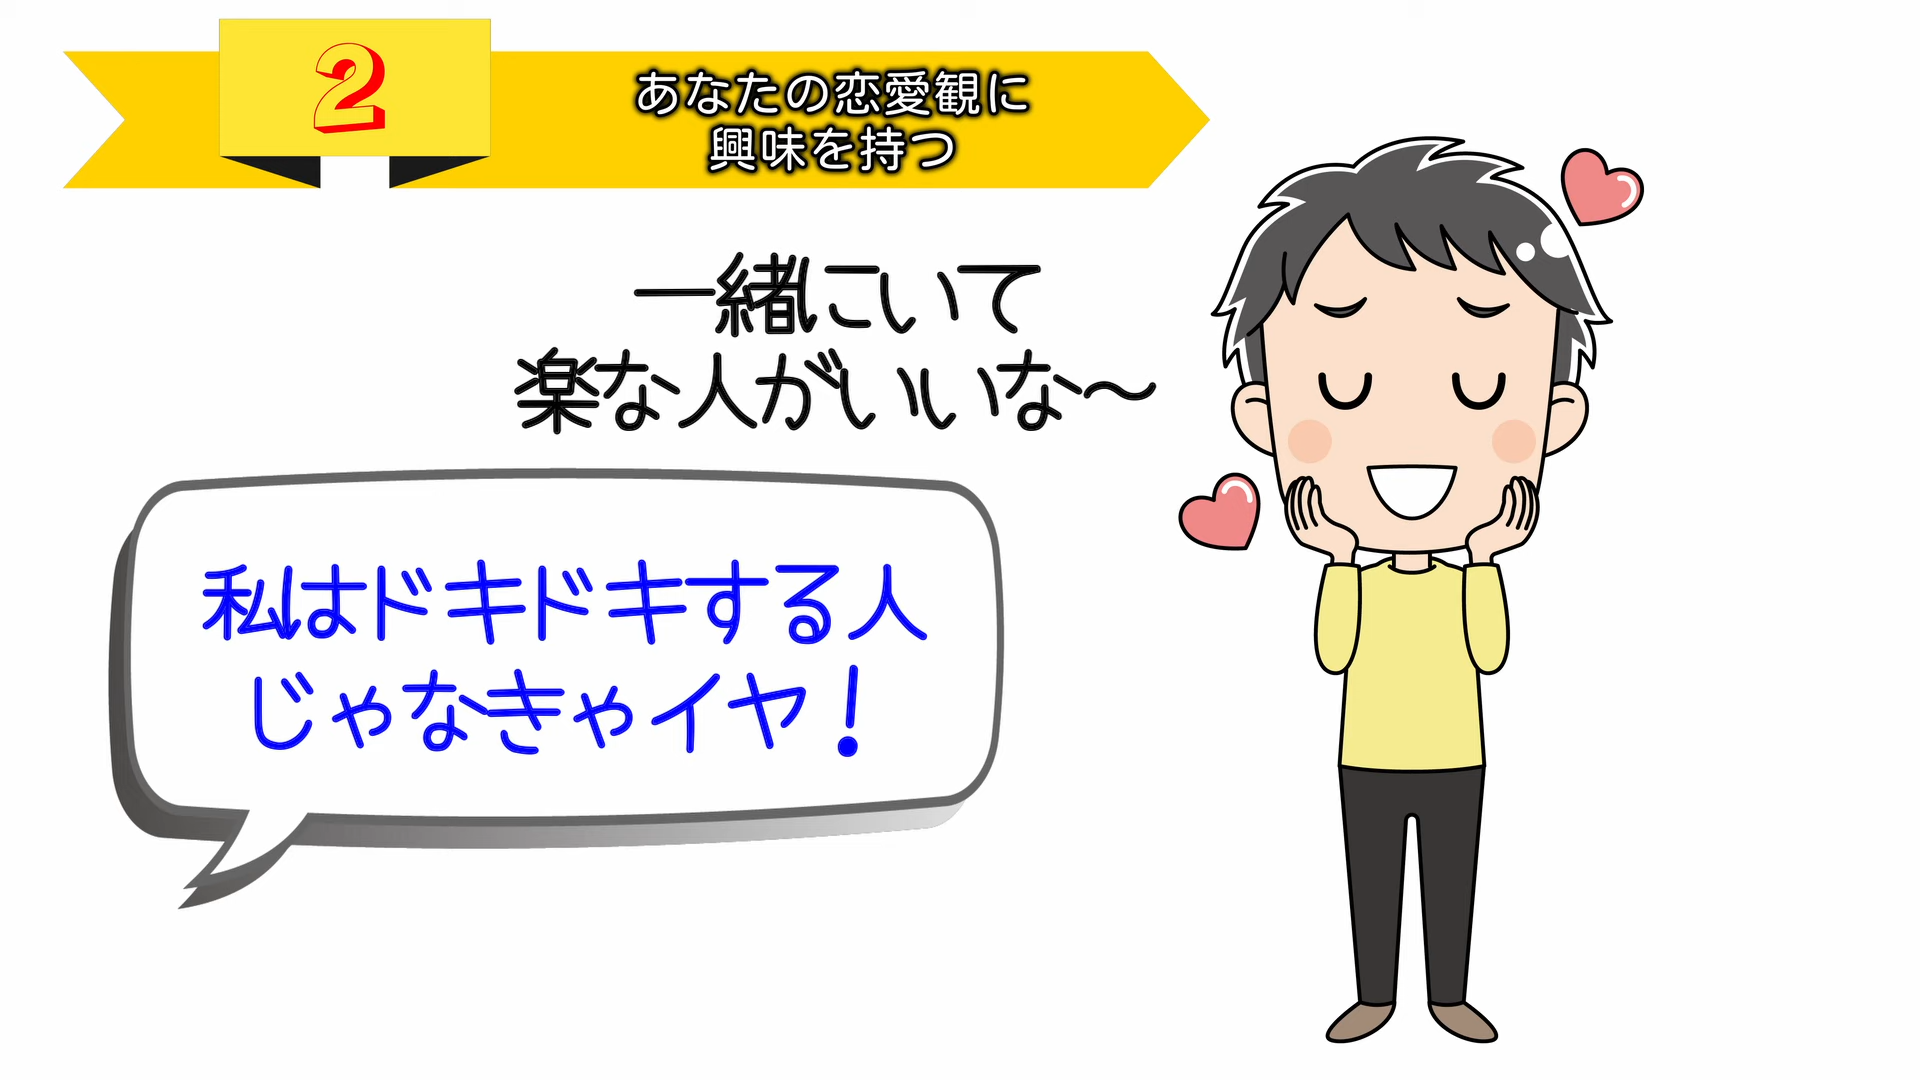 2
あなたの恋愛観に
興味を持つ
一緒にいて
楽な人がいいな～
私はドキドキする人
じゃなきゃイヤ！